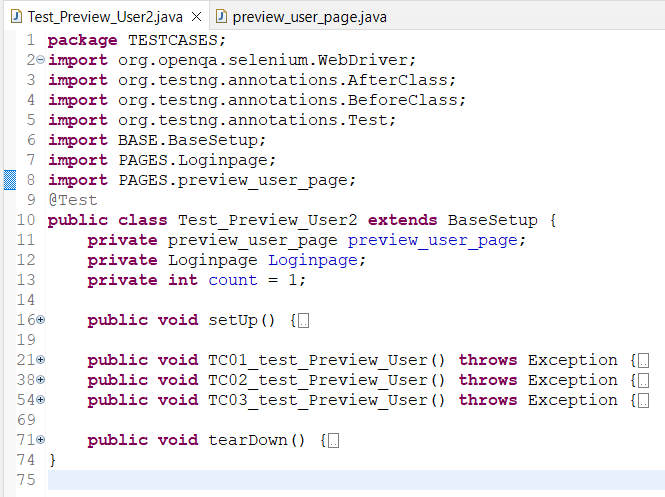 Test_Preview_User2.java preview_user_page.java
1 package TESTCASES;
2 import org.openqa.selenium.WebDriver;
3 import org.testng.annotations.AfterClass;
4 import org.testng.annotations.BeforeClass;
5 import org.testng.annotations.Test;
6 import BASE.BaseSetup;
7 import PAGES.Loginpage;
8 import PAGES.preview_user_page;
9 @Test
10 public class Test_Preview_User2 extends BaseSetup {
11 private preview_user_page preview_user_page;
12 private Loginpage Loginpage;
13 private int count = 1;
14
16 public void setUp() {
19
21 public void TC01_test_Preview_User() throws Exception {
38 public void TC02_test_Preview_User() throws Exception {
54 public void TC03_test_Preview_User() throws Exception {
69
71 public void tearDown() {
74 }
75